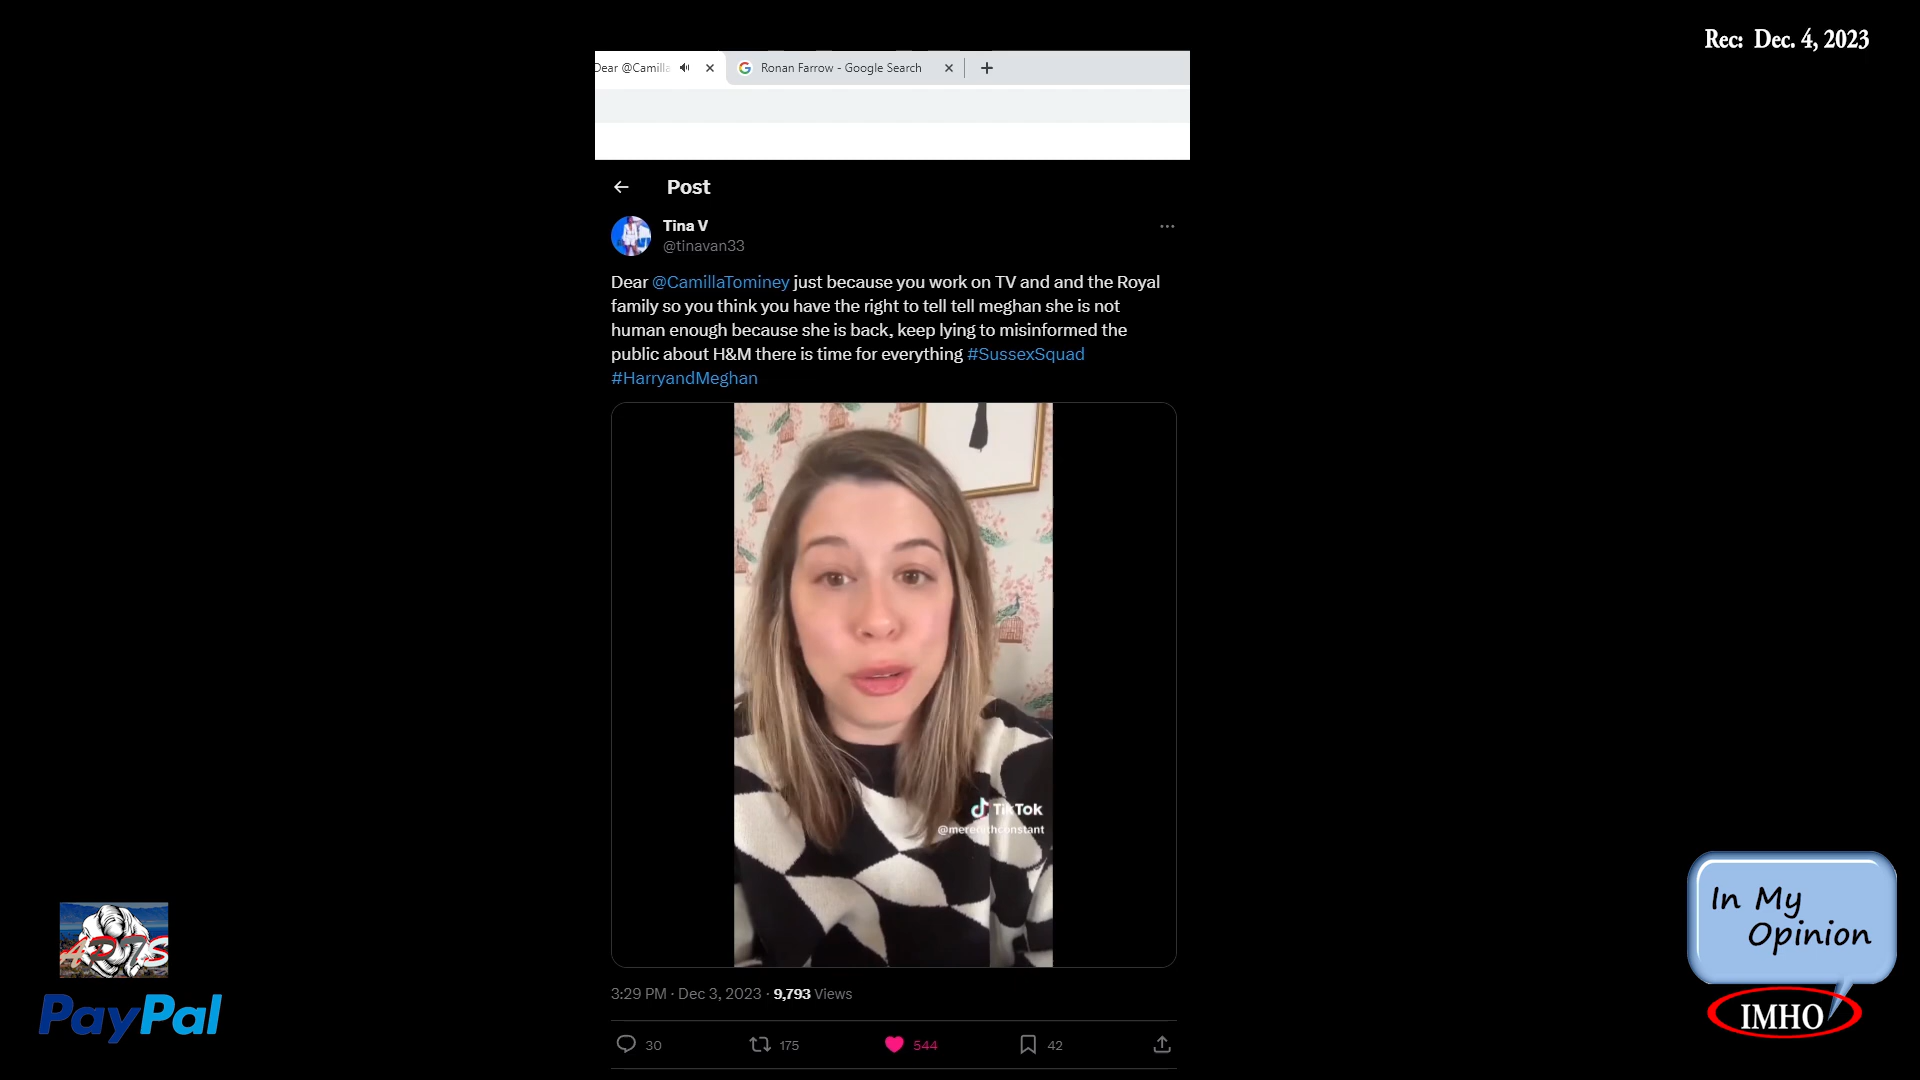 Rec: Dec. 4, 2023
Dear @Camilla
Ronan Farrow - Google Search
Post
Tina V
@tinavan33
Dear @CamillaTominey just because you work on TV and and the Royal
family so you think you have the right to tell tell meghan she is not
human enough because she is back, keep lying to misinformed the
public about H&M there is time for everything #SussexSquad
#HarryandMeghan
TikTok
@meredithconstant
3:29 PM · Dec 3, 2023 · 9,793 Views
30 175 544 42
PayPal
In My
Opinion
IMHO